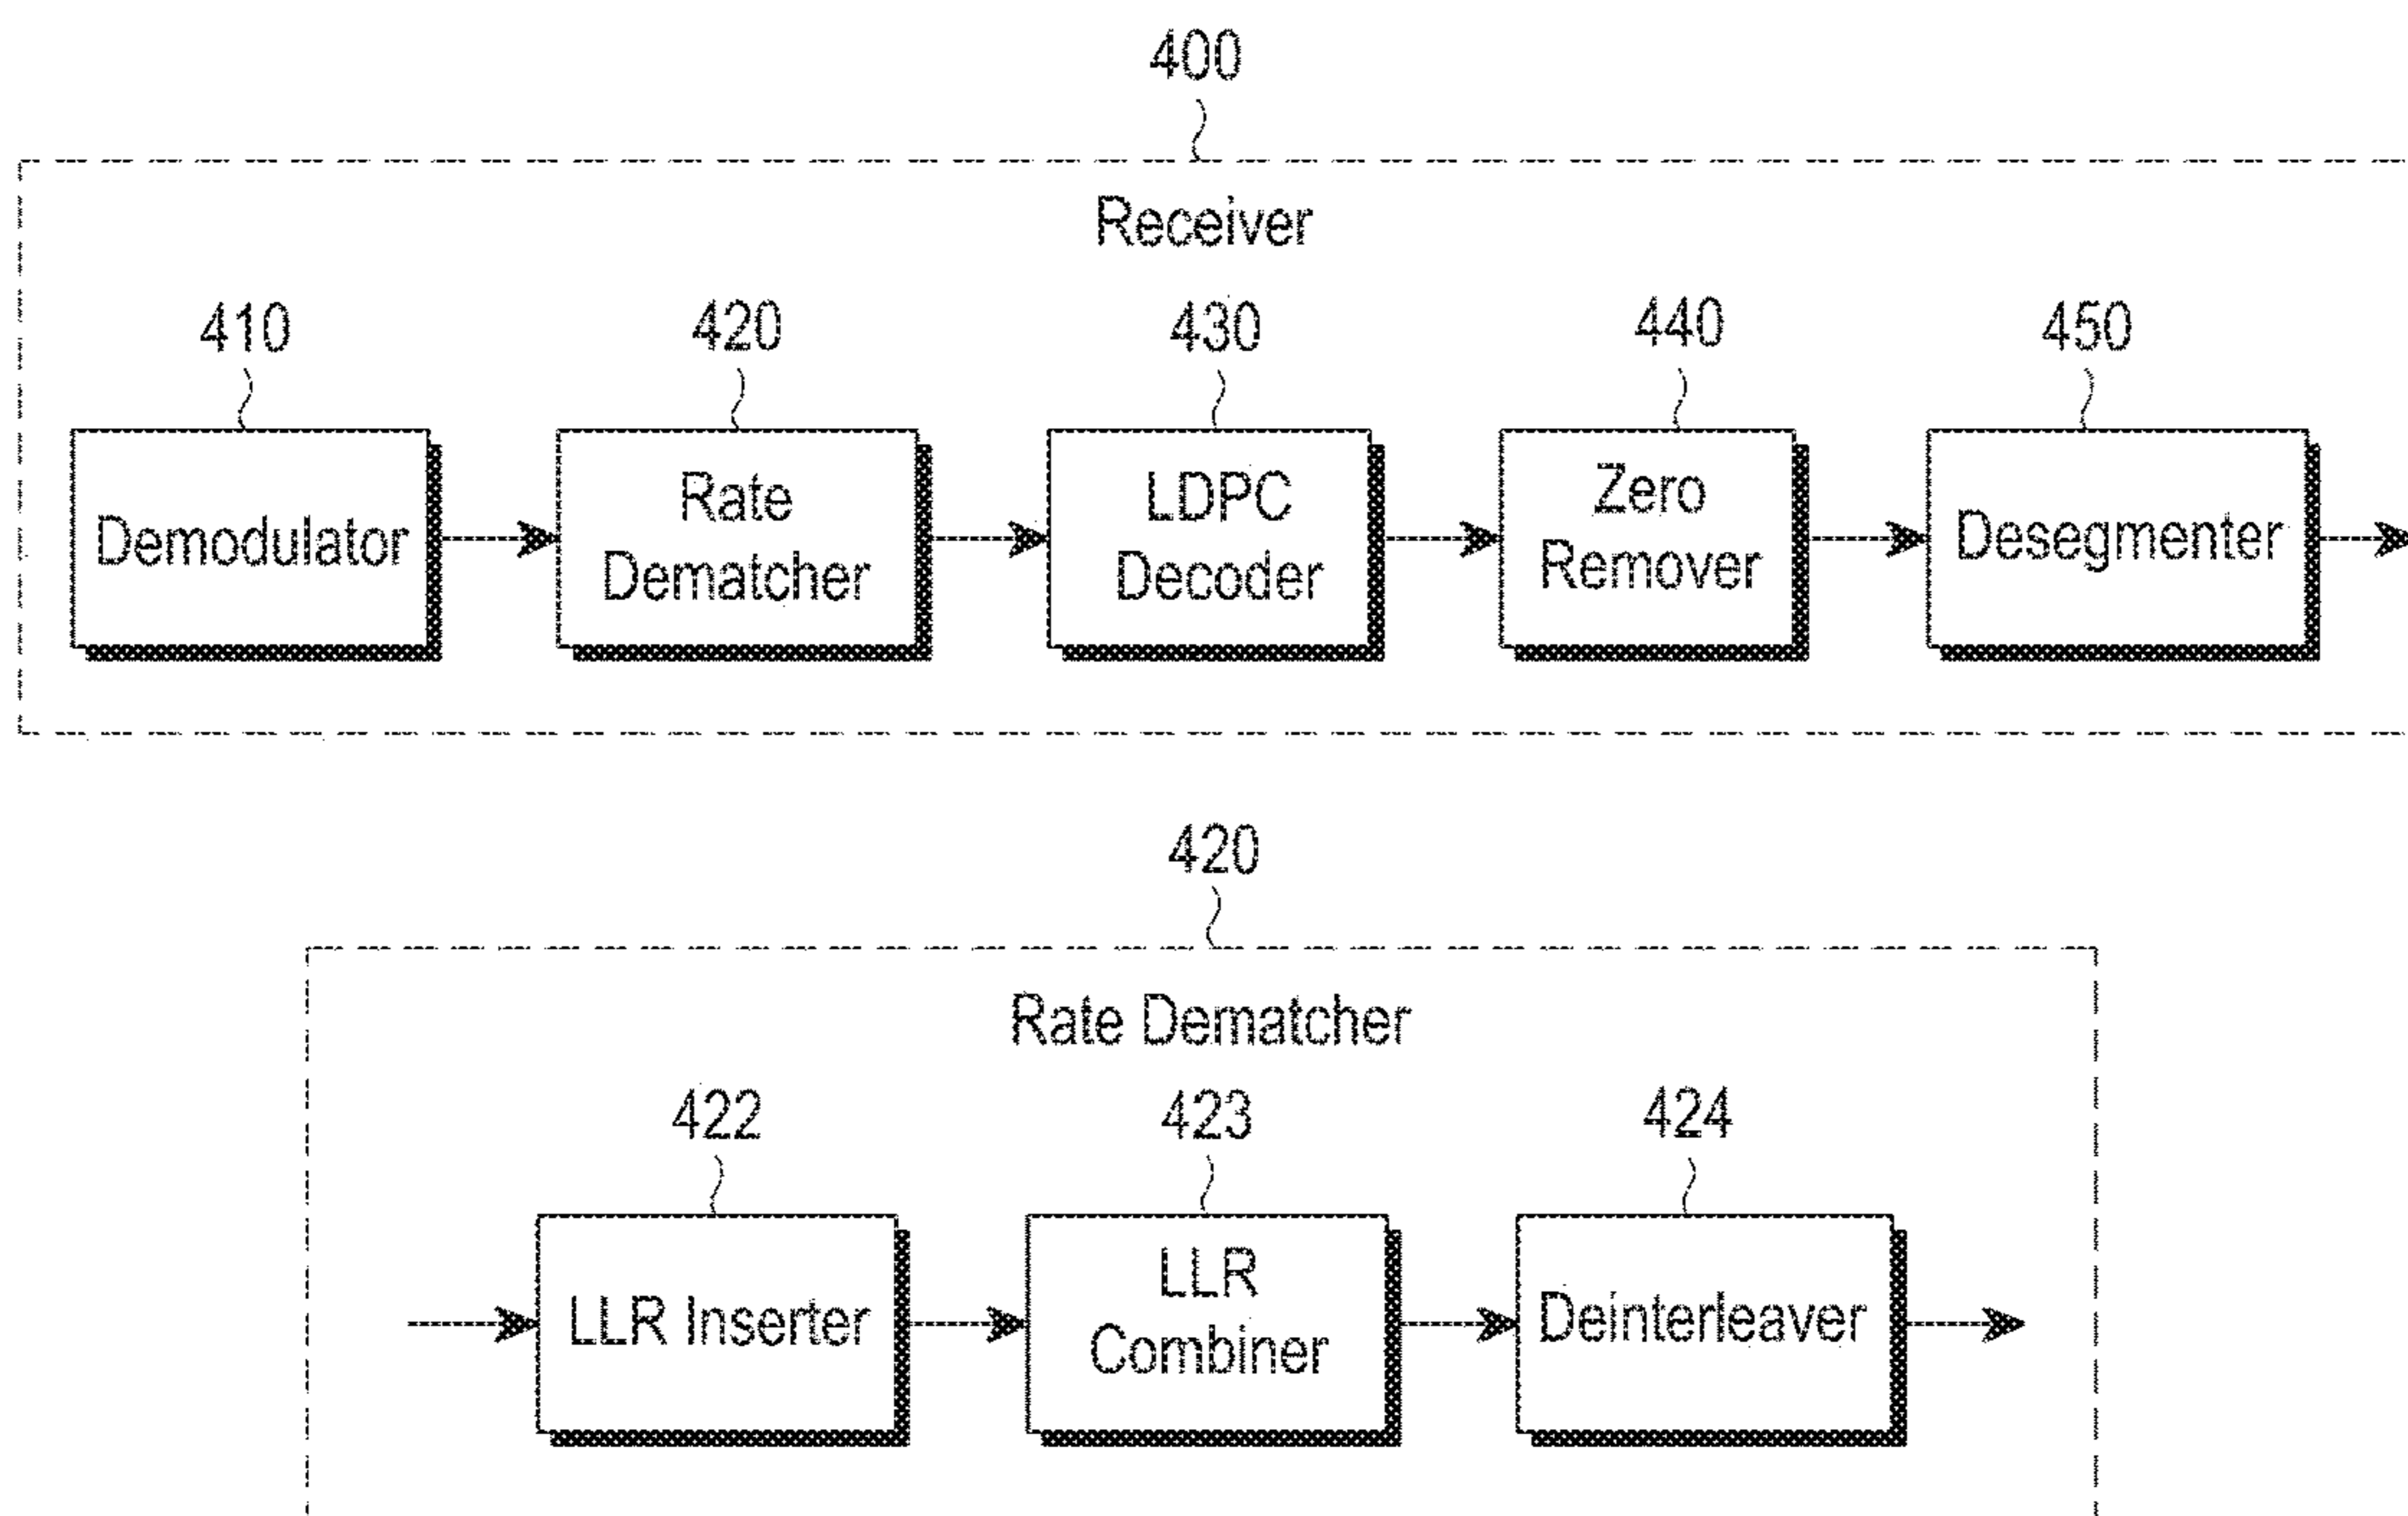 400
Receiver
410
420
430
440
450
Demodulator
Rate
Dematcher
LDPC
Decoder
Zero
Remover
Desegmenter
420
Rate Dematcher
422
423
424
LLR Inserter
LLR
Combiner
Deinterleaver